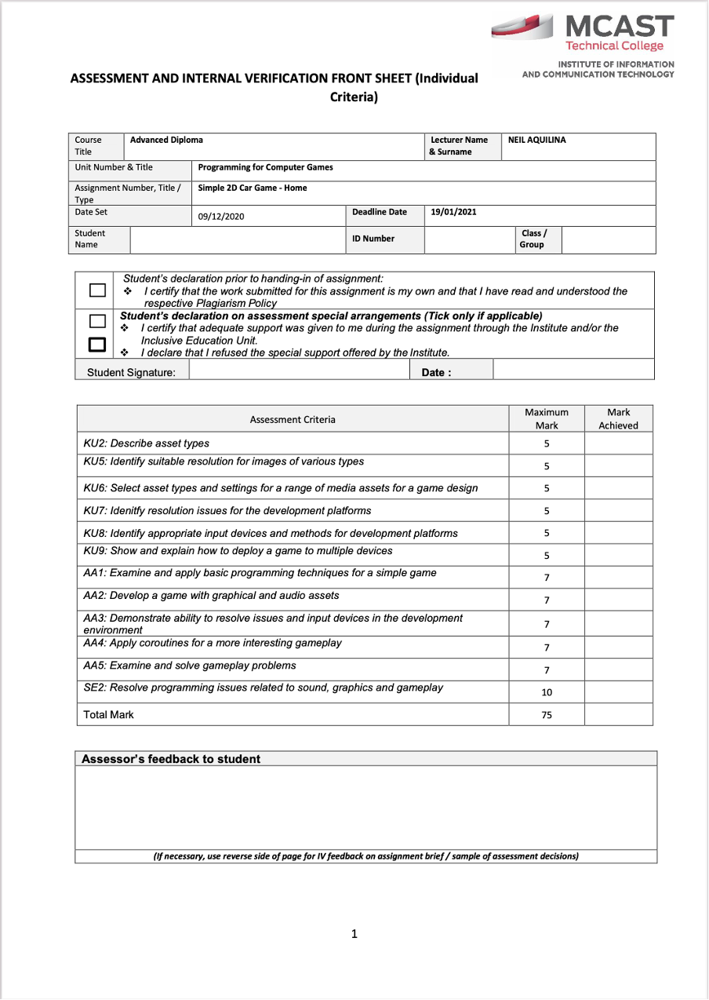 MCAST
Technical College
INSTITUTE OF INFORMATION
AND COMMUNICATION TECHNOLOGY
ASSESSMENT AND INTERNAL VERIFICATION FRONT SHEET (Individual
Criteria)
Course
Title
Advanced Diploma
Lecturer Name
& Surname
NEIL AQUILINA
Unit Number & Title
Programming for Computer Games
Assignment Number, Title /
Type
Simple 2D Car Game - Home
Date Set
09/12/2020
Deadline Date
19/01/2021
Student
Name
ID Number
Class /
Group
Student's declaration prior to handing-in of assignment:
❖ I certify that the work submitted for this assignment is my own and that I have read and understood the
respective Plagiarism Policy
Student's declaration on assessment special arrangements (Tick only if applicable)
❖ I certify that adequate support was given to me during the assignment through the Institute and/or the
Inclusive Education Unit.
❖ I declare that I refused the special support offered by the Institute.
Student Signature:
Date :
Assessment Criteria
Maximum
Mark
Mark
Achieved
KU2: Describe asset types
5
KU5: Identify suitable resolution for images of various types
5
KU6: Select asset types and settings for a range of media assets for a game design
5
KU7: Idenitfy resolution issues for the development platforms
5
KU8: Identify appropriate input devices and methods for development platforms
5
KU9: Show and explain how to deploy a game to multiple devices
5
AA1: Examine and apply basic programming techniques for a simple game
7
AA2: Develop a game with graphical and audio assets
7
AA3: Demonstrate ability to resolve issues and input devices in the development
environment
7
AA4: Apply coroutines for a more interesting gameplay
7
AA5: Examine and solve gameplay problems
7
SE2: Resolve programming issues related to sound, graphics and gameplay
10
Total Mark
75
Assessor's feedback to student
(If necessary, use reverse side of page for IV feedback on assignment brief / sample of assessment decisions)
1